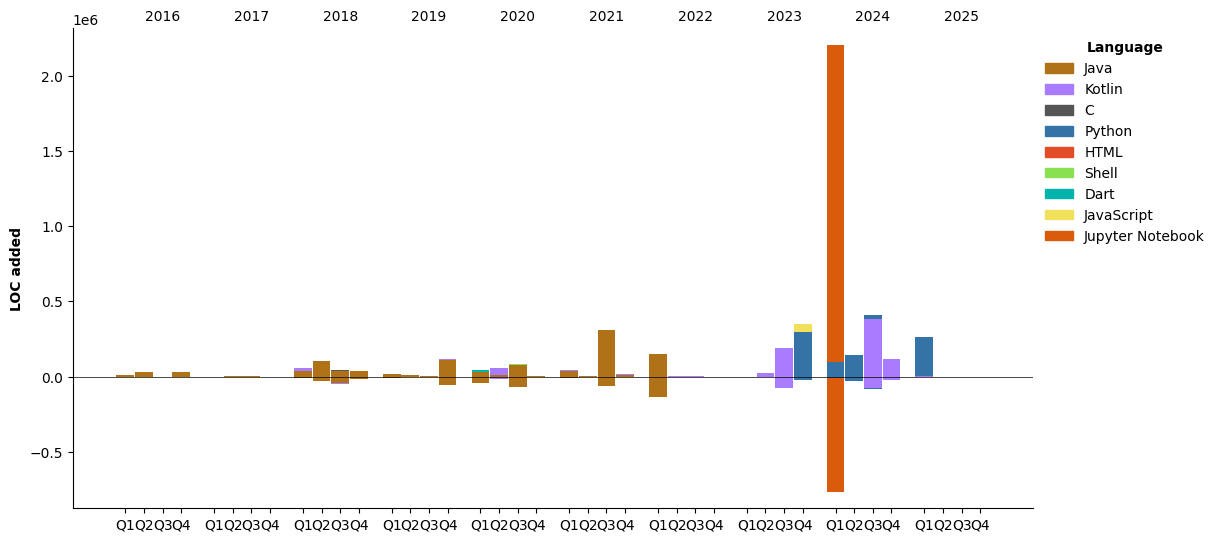 2016 2017 2018 2019 2020 2021 2022 2023 2024 2025
1e6
Language
Java
Kotlin
C
Python
HTML
Shell
Dart
JavaScript
Jupyter Notebook
LOC added
2.0
1.5
1.0
0.5
0.0
−0.5
Q1Q2Q3Q4 Q1Q2Q3Q4 Q1Q2Q3Q4 Q1Q2Q3Q4 Q1Q2Q3Q4 Q1Q2Q3Q4 Q1Q2Q3Q4 Q1Q2Q3Q4 Q1Q2Q3Q4 Q1Q2Q3Q4